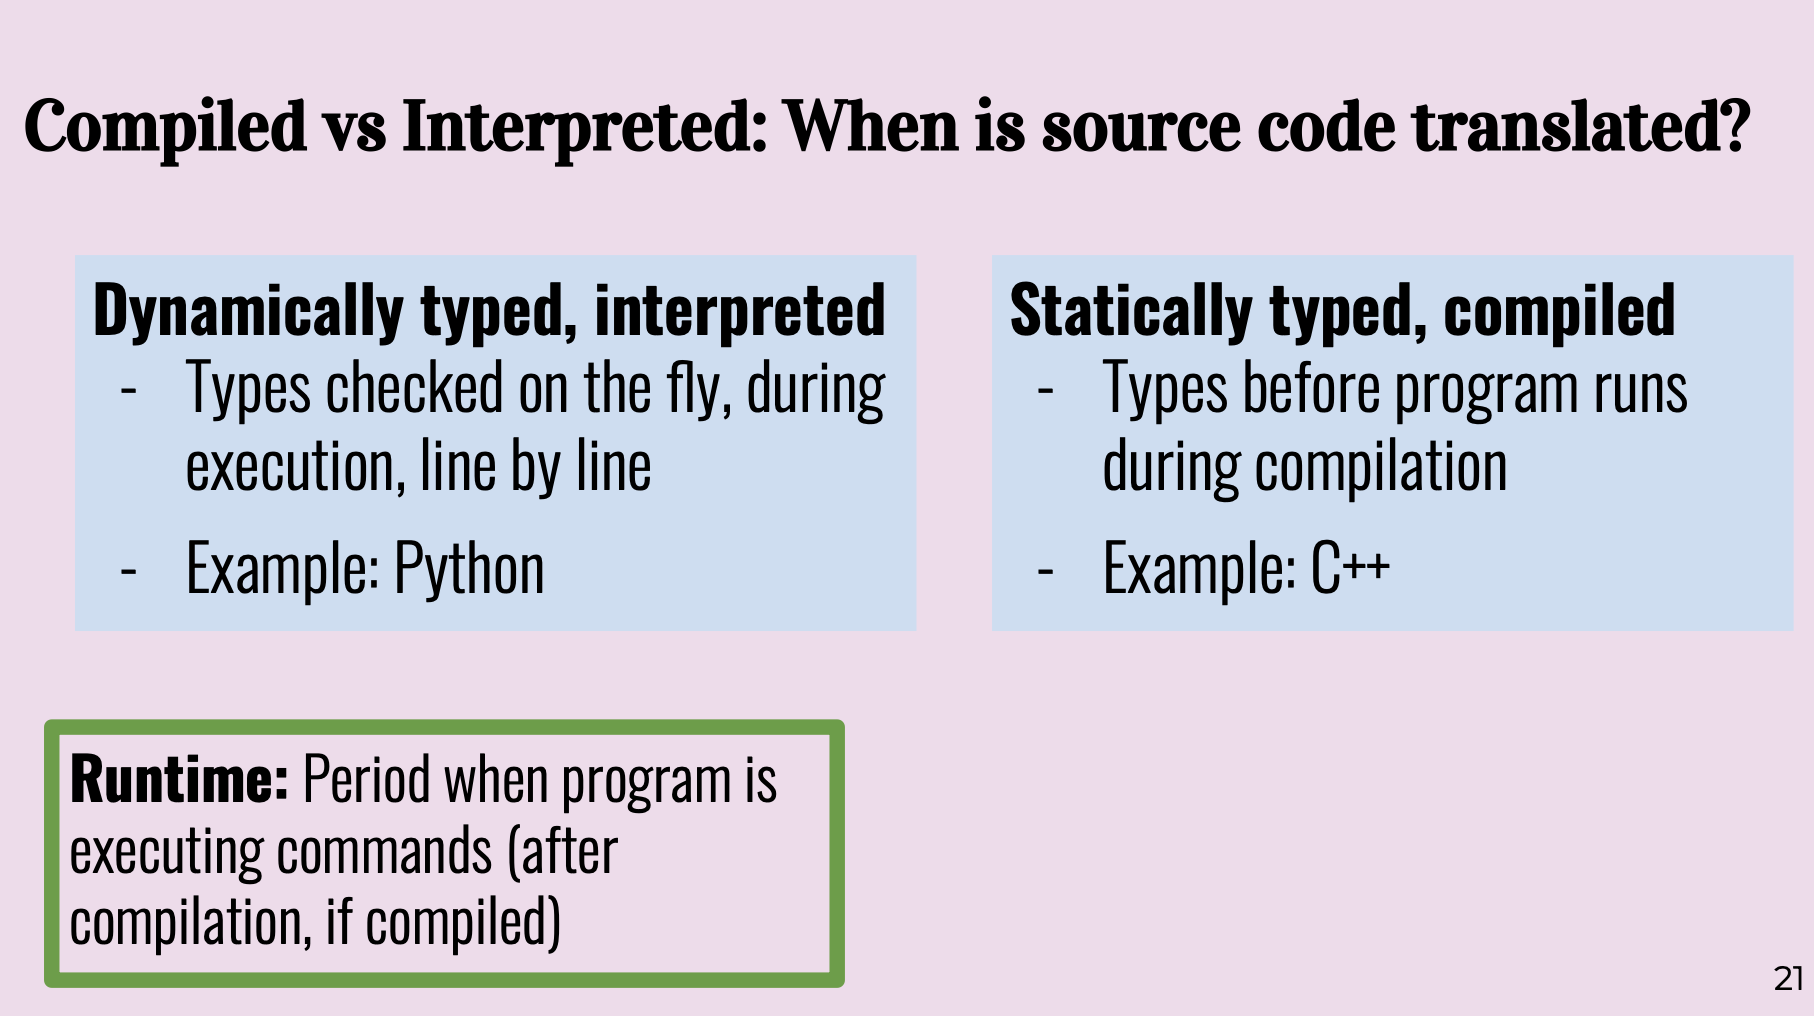 Compiled vs Interpreted: When is source code translated?
Dynamically typed, interpreted
- Types checked on the fly, during
execution, line by line
- Example: Python
Statically typed, compiled
- Types before program runs
during compilation
- Example: C++
Runtime: Period when program is
executing commands (after
compilation, if compiled)
21